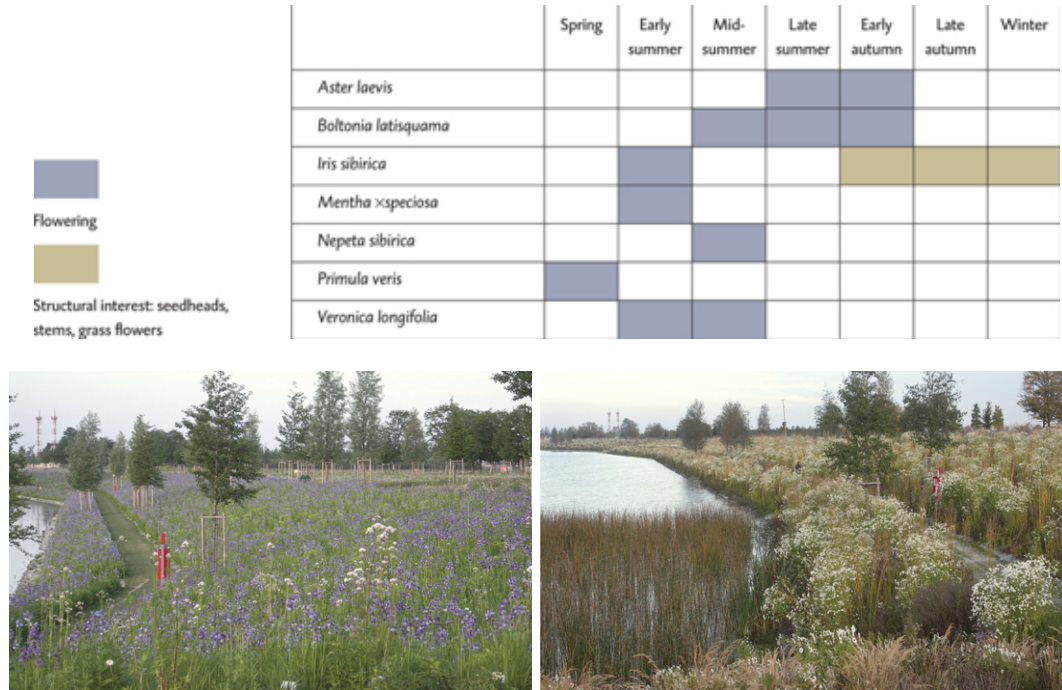 Spring
Early
summer
Mid-
summer
Late
summer
Early
autumn
Late
autumn
Winter
Aster laevis
Boltonia latisquama
Iris sibirica
Mentha ×speciosa
Nepeta sibirica
Primula veris
Veronica longifolia
Flowering
Structural interest: seedheads,
stems, grass flowers